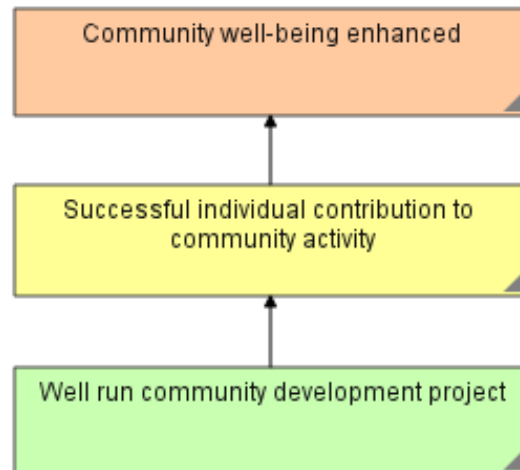 Community well-being enhanced
Successful individual contribution to
community activity
Well run community development project